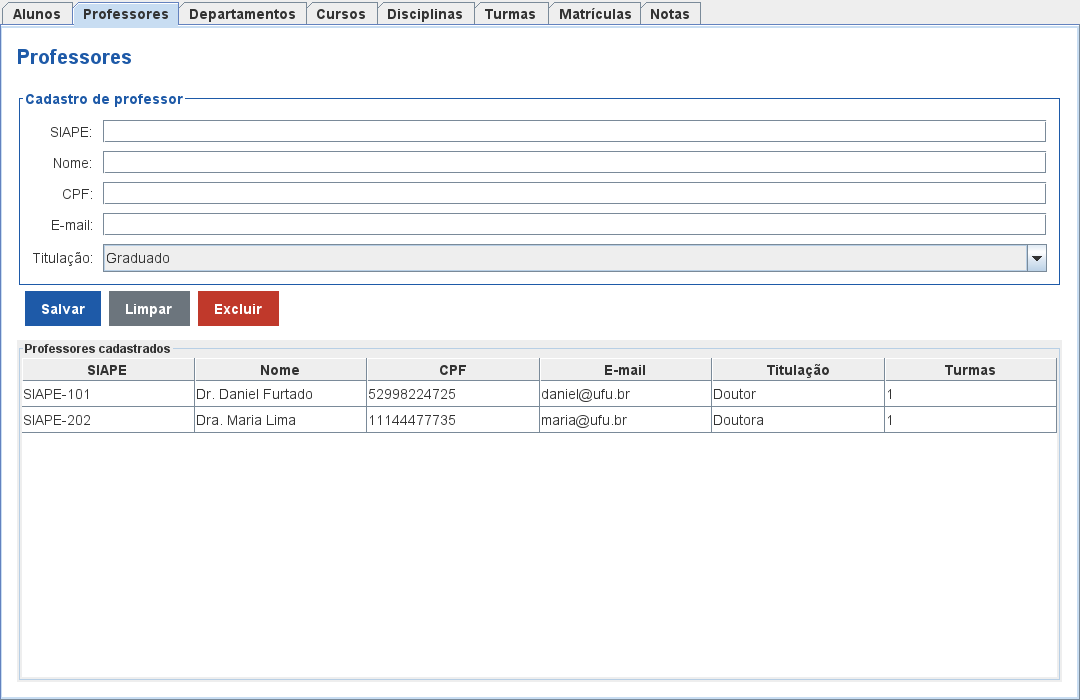 Alunos Professores Departamentos Cursos Disciplinas Turmas Matrículas Notas
Professores
Cadastro de professor
SIAPE:
Nome:
CPF:
E-mail:
Titulação: Graduado
Salvar Limpar Excluir
Professores cadastrados
SIAPE Nome CPF E-mail Titulação Turmas
SIAPE-101 Dr. Daniel Furtado 52998224725 daniel@ufu.br Doutor 1
SIAPE-202 Dra. Maria Lima 11144477735 maria@ufu.br Doutora 1